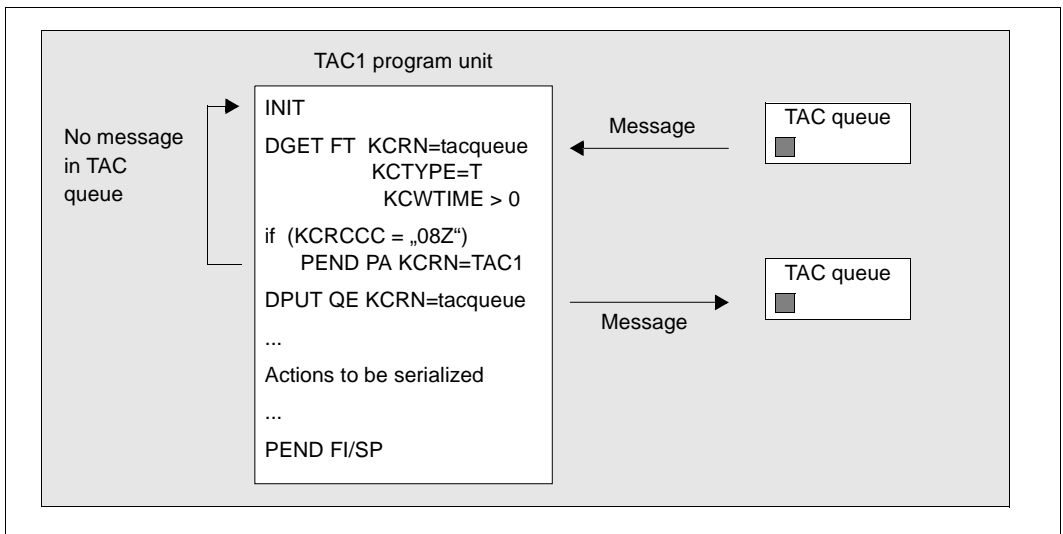 TAC1 program unit
No message
in TAC
queue
INIT
DGET FT KCRN=tacqueue
KCTYPE=T
KCWTIME > 0
if (KCRCCC = „08Z“)
PEND PA KCRN=TAC1
DPUT QE KCRN=tacqueue
...
Actions to be serialized
...
PEND FI/SP
Message
TAC queue
Message
TAC queue